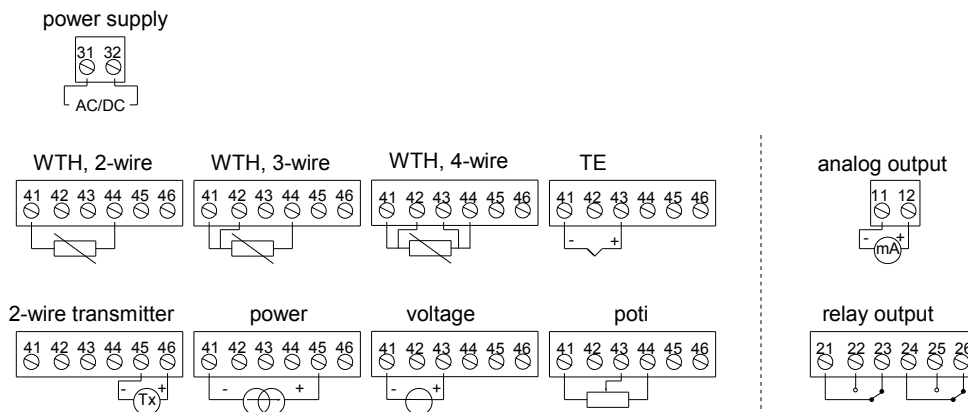 power supply
31 32
AC/DC
WTH, 2-wire WTH, 3-wire WTH, 4-wire TE analog output
41 42 43 44 45 46 41 42 43 44 45 46 41 42 43 44 45 46 41 42 43 44 45 46 11 12
- + - + mA
2-wire transmitter power voltage poti relay output
41 42 43 44 45 46 41 42 43 44 45 46 41 42 43 44 45 46 41 42 43 44 45 46 21 22 23 24 25 26
- + - + - +
Tx